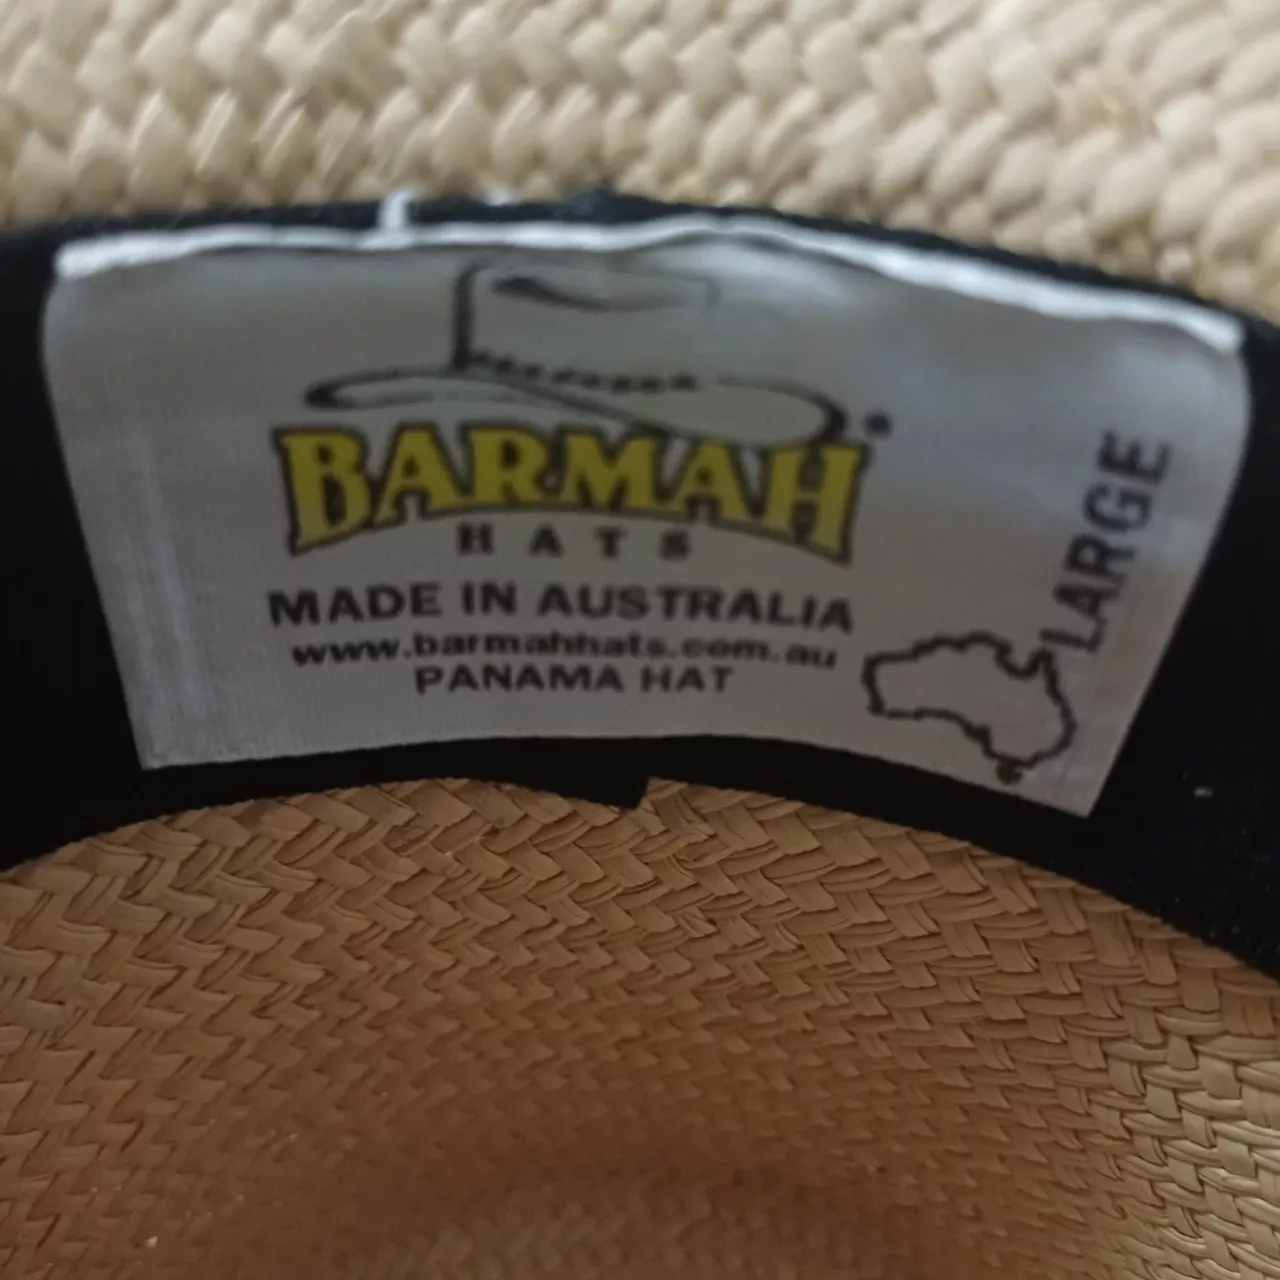 BARMAH
HATS
MADE IN AUSTRALIA
www.barmahhats.com.au
PANAMA HAT
LARGE